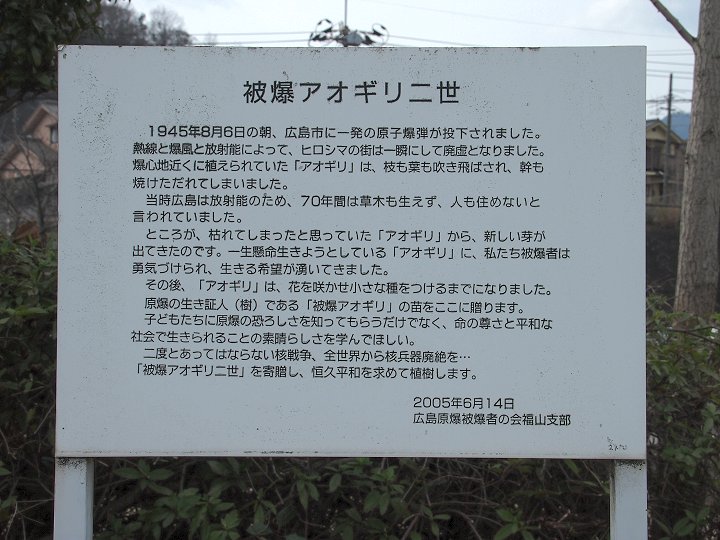 被爆アオギリ二世
1945年8月6日の朝、広島市に一発の原子爆弾が投下されました。
熱線と爆風と放射能によって、ヒロシマの街は一瞬にして廃虚となりました。
爆心地近くに植えられていた「アオギリ」は、枝も葉も吹き飛ばされ、幹も
焼けただれてしまいました。
当時広島は放射能のため、70年間は草木も生えず、人も住めないと
言われていました。
ところが、枯れてしまったと思っていた「アオギリ」から、新しい芽が
出てきたのです。一生懸命生きようとしている「アオギリ」に、私たち被爆者は
勇気づけられ、生きる希望が湧いてきました。
その後、「アオギリ」は、花を咲かせ小さな種をつけるまでになりました。
原爆の生き証人（樹）である「被爆アオギリ」の苗をここに贈ります。
子どもたちに原爆の恐ろしさを知ってもらうだけでなく、命の尊さと平和な
社会で生きられることの素晴らしさを学んでほしい。
二度とあってはならない核戦争、全世界から核兵器廃絶を…
「被爆アオギリ二世」を寄贈し、恒久平和を求めて植樹します。
2005年6月14日
広島原爆被爆者の会福山支部